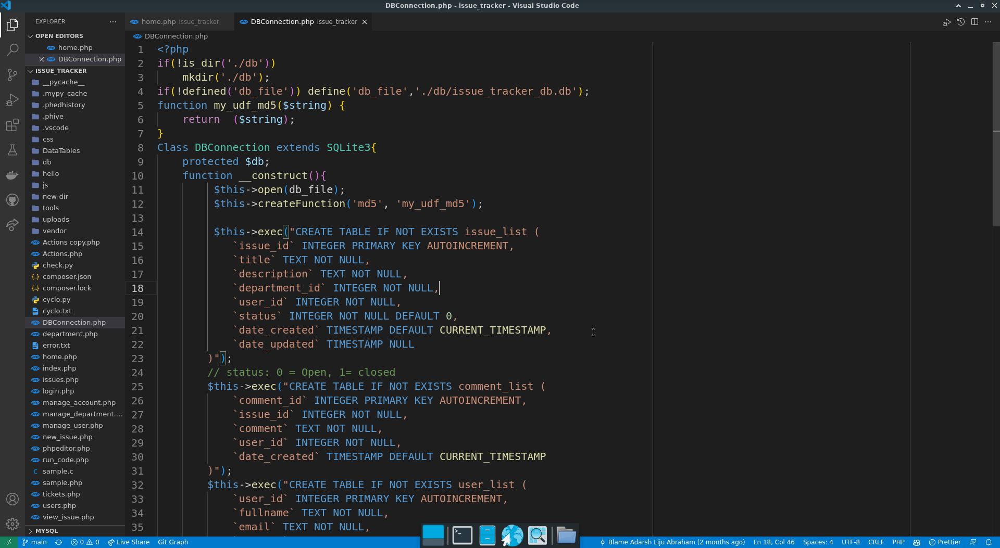 DBConnection.php - issue_tracker - Visual Studio Code
EXPLORER
OPEN EDITORS
home.php
DBConnection.php
ISSUE_TRACKER
__pycache__
.mypy_cache
.phedhistory
.phive
.vscode
css
DataTables
db
hello
js
new-dir
tools
uploads
vendor
Actions copy.php
Actions.php
check.py
composer.json
composer.lock
cyclo.py
cyclo.txt
DBConnection.php
department.php
error.txt
home.php
index.php
issues.php
login.php
manage_account.php
manage_department....
manage_user.php
new_issue.php
phpeditor.php
run_code.php
sample.c
sample.php
tickets.php
users.php
view_issue.php
MYSQL
home.php issue_tracker
DBConnection.php issue_tracker
DBConnection.php
1 <?php
2 if(!is_dir('./db'))
3 mkdir('./db');
4 if(!defined('db_file')) define('db_file','./db/issue_tracker_db.db');
5 function my_udf_md5($string) {
6 return  ($string);
7 }
8 Class DBConnection extends SQLite3{
9 protected $db;
10 function __construct(){
11 $this->open(db_file);
12 $this->createFunction('md5', 'my_udf_md5');
13
14 $this->exec("CREATE TABLE IF NOT EXISTS issue_list (
15 `issue_id` INTEGER PRIMARY KEY AUTOINCREMENT,
16 `title` TEXT NOT NULL,
17 `description` TEXT NOT NULL,
18 `department_id` INTEGER NOT NULL,
19 `user_id` INTEGER NOT NULL,
20 `status` INTEGER NOT NULL DEFAULT 0,
21 `date_created` TIMESTAMP DEFAULT CURRENT_TIMESTAMP,
22 `date_updated` TIMESTAMP NULL
23 )");
24 // status: 0 = Open, 1= closed
25 $this->exec("CREATE TABLE IF NOT EXISTS comment_list (
26 `comment_id` INTEGER PRIMARY KEY AUTOINCREMENT,
27 `issue_id` INTEGER NOT NULL,
28 `comment` TEXT NOT NULL,
29 `user_id` INTEGER NOT NULL,
30 `date_created` TIMESTAMP DEFAULT CURRENT_TIMESTAMP
31 )");
32 $this->exec("CREATE TABLE IF NOT EXISTS user_list (
33 `user_id` INTEGER PRIMARY KEY AUTOINCREMENT,
34 `fullname` TEXT NOT NULL,
35 `email` TEXT NOT NULL,
main 0 0 Live Share Git Graph Blame Adarsh Liju Abraham (2 months ago) Ln 18, Col 46 Spaces: 4 UTF-8 CRLF PHP Prettier